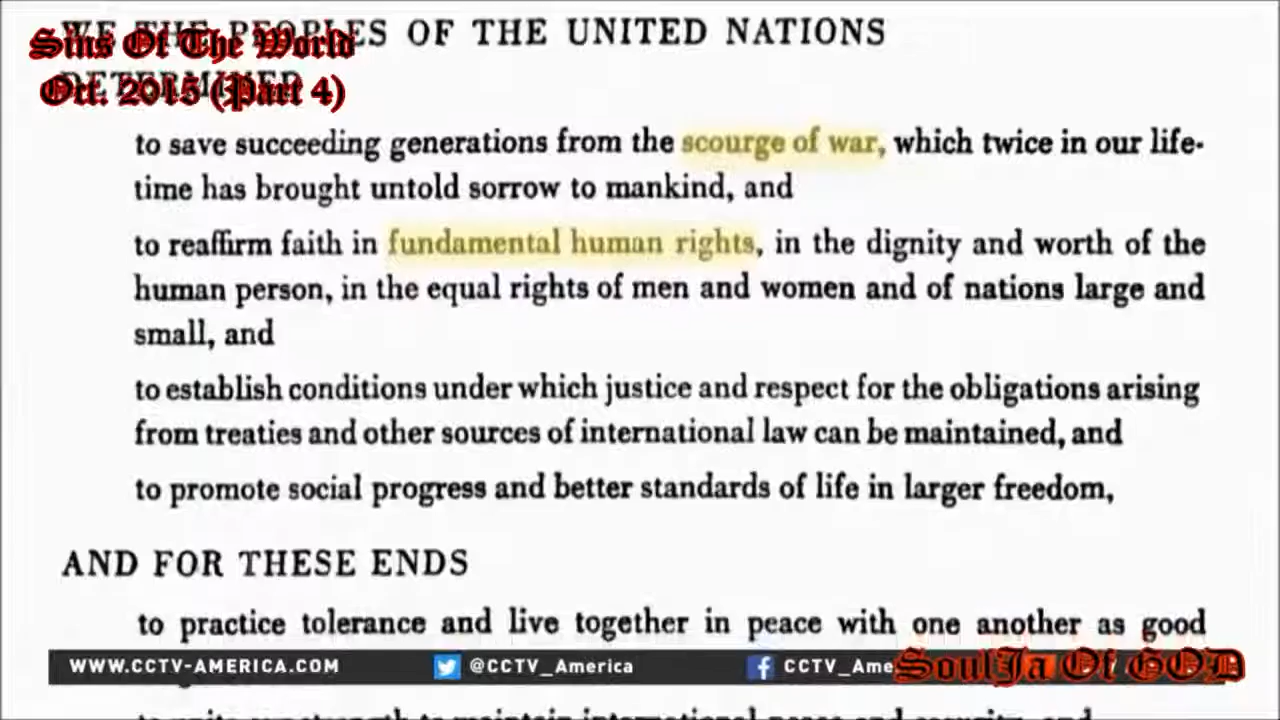 WE THE PEOPLES OF THE UNITED NATIONS
Sins Of The World
DETERMINED
Oct. 2015 (Part 4)
to save succeeding generations from the scourge of war, which twice in our life-
time has brought untold sorrow to mankind, and
to reaffirm faith in fundamental human rights, in the dignity and worth of the
human person, in the equal rights of men and women and of nations large and
small, and
to establish conditions under which justice and respect for the obligations arising
from treaties and other sources of international law can be maintained, and
to promote social progress and better standards of life in larger freedom,
AND FOR THESE ENDS
to practice tolerance and live together in peace with one another as good
WWW.CCTV-AMERICA.COM @CCTV_America CCTV_Ame
SoulJa Of GOD